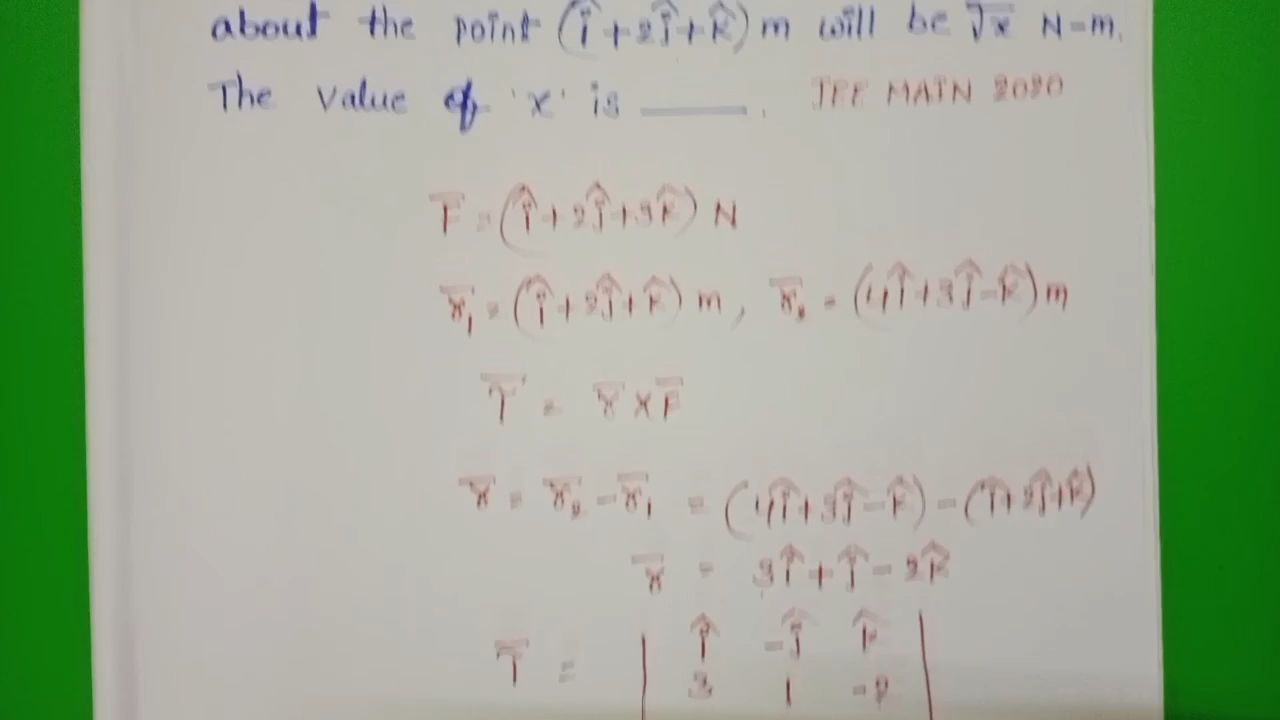 about the point (î+2ĵ+k̂) m will be √x N-m.
The value of 'x' is ______. JEE MAIN 2020
F̅ = (î+2ĵ+3k̂) N
r̅₁ = (î+2ĵ+k̂) m, r̅₂ = (4î+3ĵ-k̂) m
T̅ = r̅ × F̅
r̅ = r̅₂ - r̅₁ = (4î+3ĵ-k̂) - (î+2ĵ+k̂)
r̅ = 3î+ĵ-2k̂
T̅ = | î -ĵ k̂ |
3 1 -2